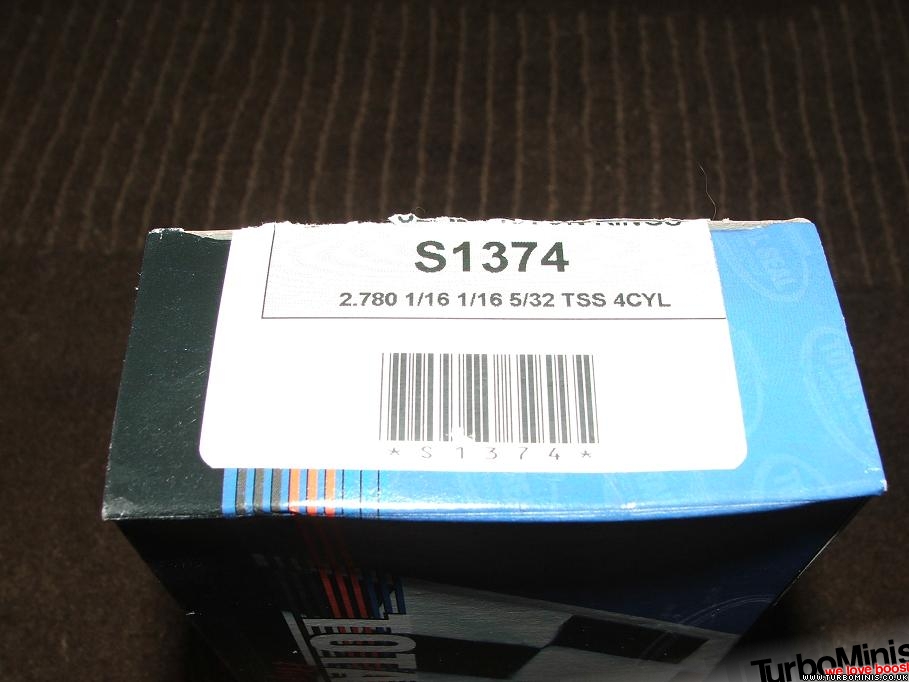 S1374
2.780 1/16 1/16 5/32 TSS 4CYL
*S1374*
TOTAL
TurboMinis
we love boost
WWW.TURBOMINIS.CO.UK